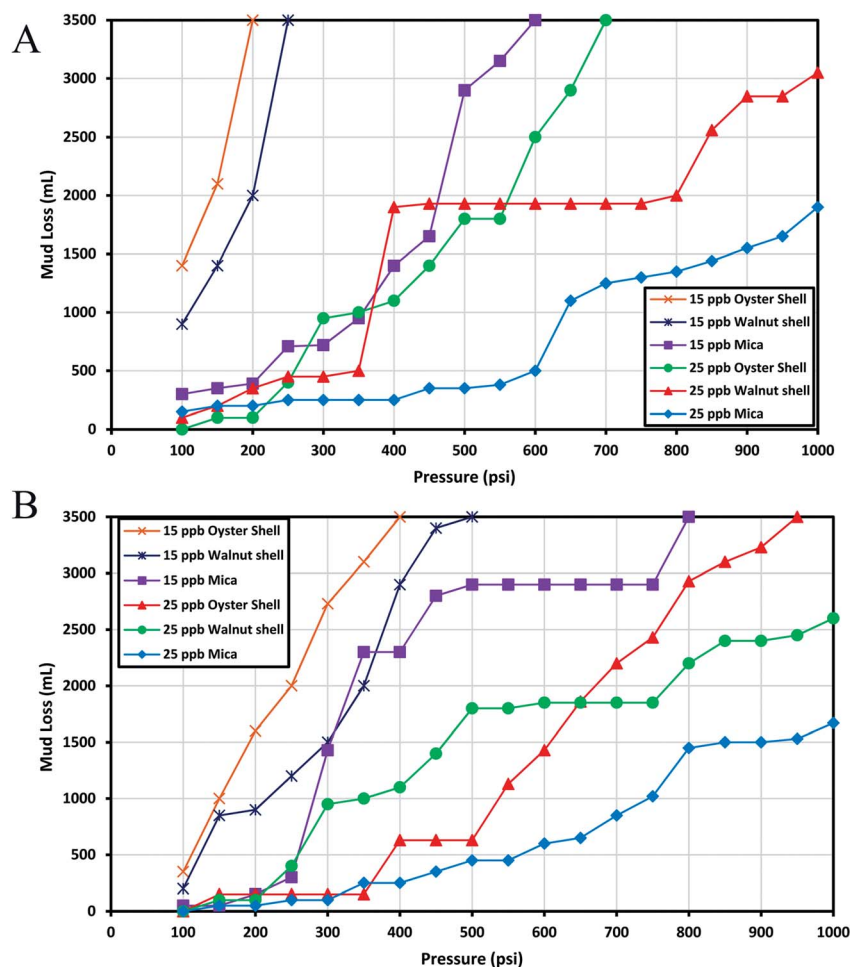 A
3500
3000
2500
2000
1500
1000
500
0
Mud Loss (mL)
15 ppb Oyster Shell
15 ppb Walnut shell
15 ppb Mica
25 ppb Oyster Shell
25 ppb Walnut shell
25 ppb Mica
0 100 200 300 400 500 600 700 800 900 1000
Pressure (psi)
B
3500
3000
2500
2000
1500
1000
500
0
Mud Loss (mL)
15 ppb Oyster Shell
15 ppb Walnut shell
15 ppb Mica
25 ppb Oyster Shell
25 ppb Walnut shell
25 ppb Mica
0 100 200 300 400 500 600 700 800 900 1000
Pressure (psi)